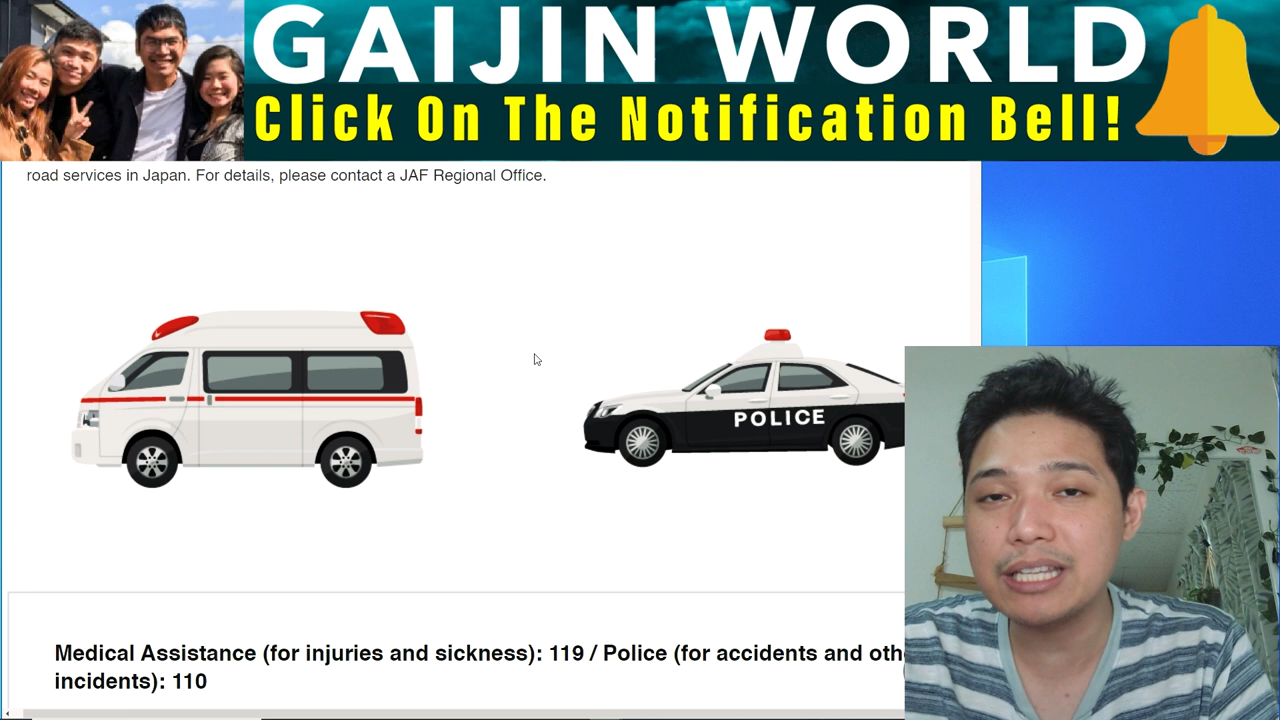 GAIJIN WORLD
Click On The Notification Bell!
road services in Japan. For details, please contact a JAF Regional Office.
POLICE
Medical Assistance (for injuries and sickness): 119 / Police (for accidents and oth
incidents): 110